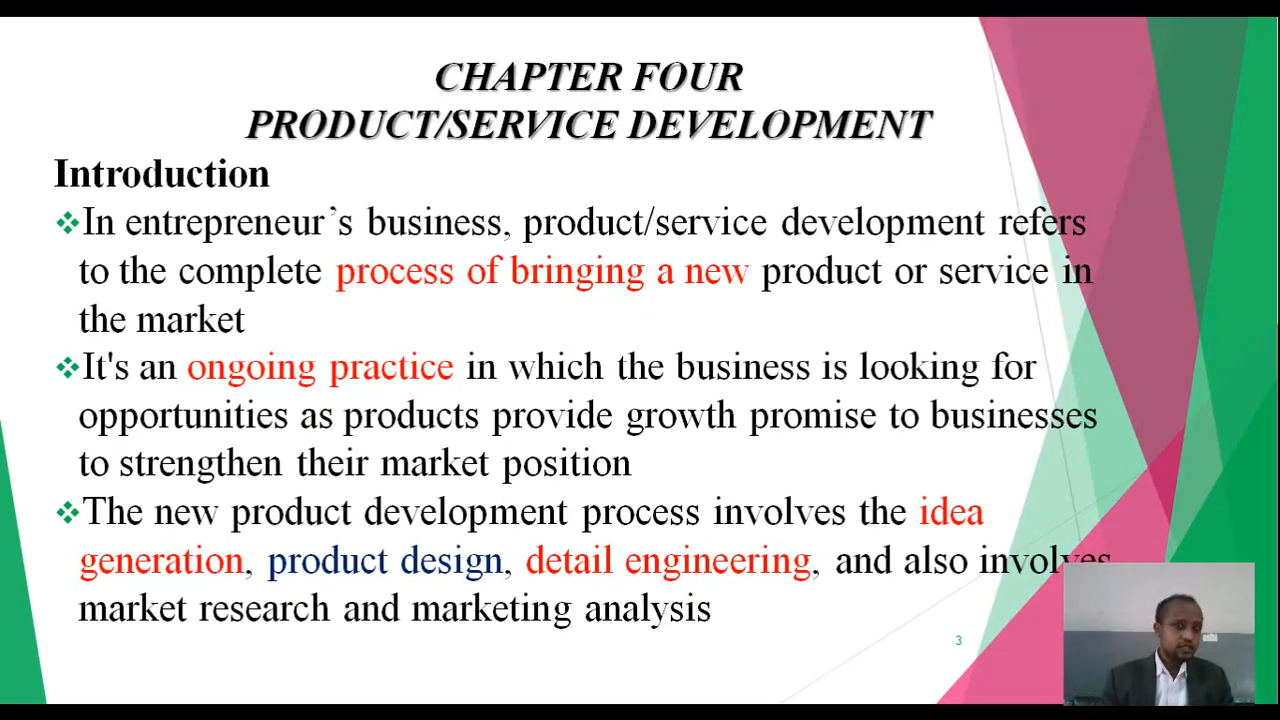 CHAPTER FOUR
PRODUCT/SERVICE DEVELOPMENT
Introduction
❖In entrepreneur’s business, product/service development refers
to the complete process of bringing a new product or service in
the market
❖It's an ongoing practice in which the business is looking for
opportunities as products provide growth promise to businesses
to strengthen their market position
❖The new product development process involves the idea
generation, product design, detail engineering, and also involves
market research and marketing analysis
3